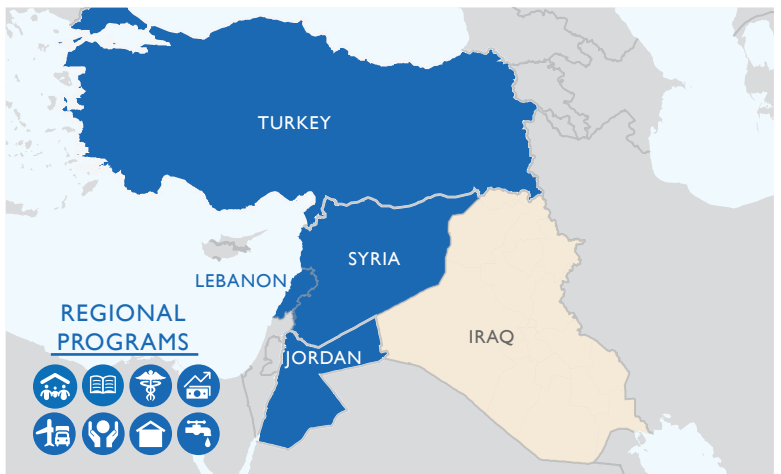 TURKEY
SYRIA
LEBANON
REGIONAL
PROGRAMS
IRAQ
JORDAN